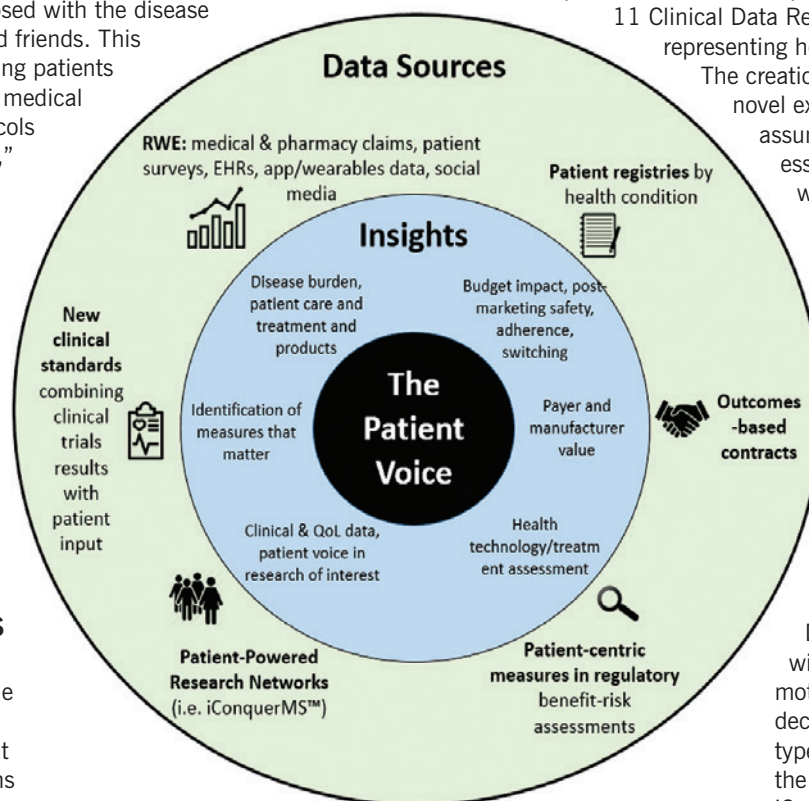 osed with the disease
d friends. This
ng patients
medical
cols
,”
11 Clinical Data Re
representing he
The creatio
novel ex
assur
ess
w
Data Sources
RWE: medical & pharmacy claims, patient
surveys, EHRs, app/wearables data, social
media
Patient registries by
health condition
Insights
Disease burden,
patient care and
treatment and
products
Budget impact, post-
marketing safety,
adherence,
switching
New
clinical
standards
combining
clinical
trials
results
with
patient
input
Identification of
measures that
matter
The
Patient
Voice
Payer and
manufacturer
value
Outcomes
-based
contracts
Clinical & QoL data,
patient voice in
research of interest
Health
technology/treatm
ent assessment
Patient-Powered
Research Networks
(i.e. iConquerMS™)
Patient-centric
measures in regulatory
benefit-risk
assessments
s
e
t
ns
wi
mot
dec
type
the